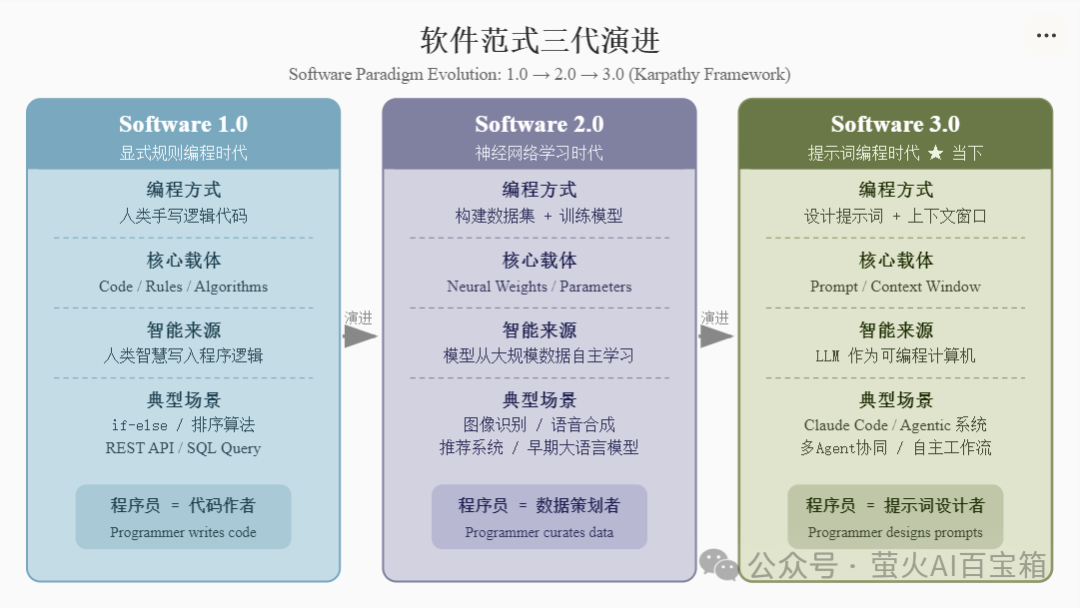 软件范式三代演进
Software Paradigm Evolution: 1.0 → 2.0 → 3.0 (Karpathy Framework)
Software 1.0
显式规则编程时代
编程方式
人类手写逻辑代码
核心载体
Code / Rules / Algorithms
智能来源
人类智慧写入程序逻辑
典型场景
if-else / 排序算法
REST API / SQL Query
程序员 = 代码作者
Programmer writes code
演进
Software 2.0
神经网络学习时代
编程方式
构建数据集 + 训练模型
核心载体
Neural Weights / Parameters
智能来源
模型从大规模数据自主学习
典型场景
图像识别 / 语音合成
推荐系统 / 早期大语言模型
程序员 = 数据策划者
Programmer curates data
演进
Software 3.0
提示词编程时代 ★ 当下
编程方式
设计提示词 + 上下文窗口
核心载体
Prompt / Context Window
智能来源
LLM 作为可编程计算机
典型场景
Claude Code / Agentic 系统
多Agent协同 / 自主工作流
程序员 = 提示词设计者
Programmer designs prompts
公众号 · 萤火AI百宝箱